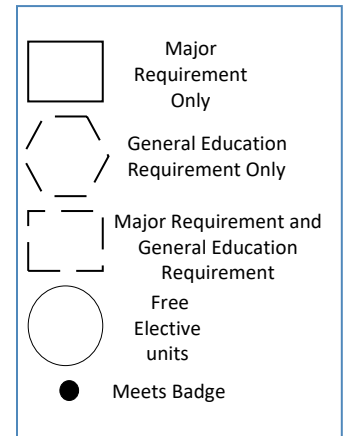 Major
Requirement
Only
General Education
Requirement Only
Major Requirement and
General Education
Requirement
Free
Elective
units
Meets Badge